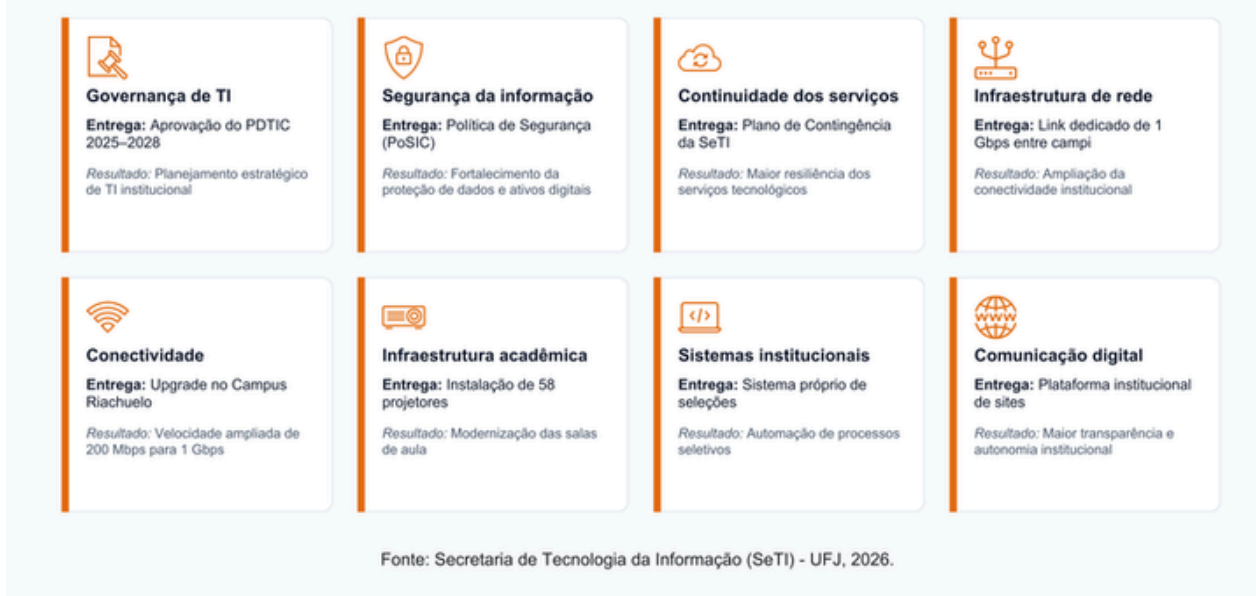 Governança de TI
Entrega: Aprovação do PDTIC
2025–2028
Resultado: Planejamento estratégico
de TI institucional
Segurança da informação
Entrega: Política de Segurança
(PoSIC)
Resultado: Fortalecimento da
proteção de dados e ativos digitais
Continuidade dos serviços
Entrega: Plano de Contingência
da SeTI
Resultado: Maior resiliência dos
serviços tecnológicos
Infraestrutura de rede
Entrega: Link dedicado de 1
Gbps entre campi
Resultado: Ampliação da
conectividade institucional
Conectividade
Entrega: Upgrade no Campus
Riachuelo
Resultado: Velocidade ampliada de
200 Mbps para 1 Gbps
Infraestrutura acadêmica
Entrega: Instalação de 58
projetores
Resultado: Modernização das salas
de aula
</>
Sistemas institucionais
Entrega: Sistema próprio de
seleções
Resultado: Automação de processos
seletivos
www
Comunicação digital
Entrega: Plataforma institucional
de sites
Resultado: Maior transparência e
autonomia institucional
Fonte: Secretaria de Tecnologia da Informação (SeTI) - UFJ, 2026.